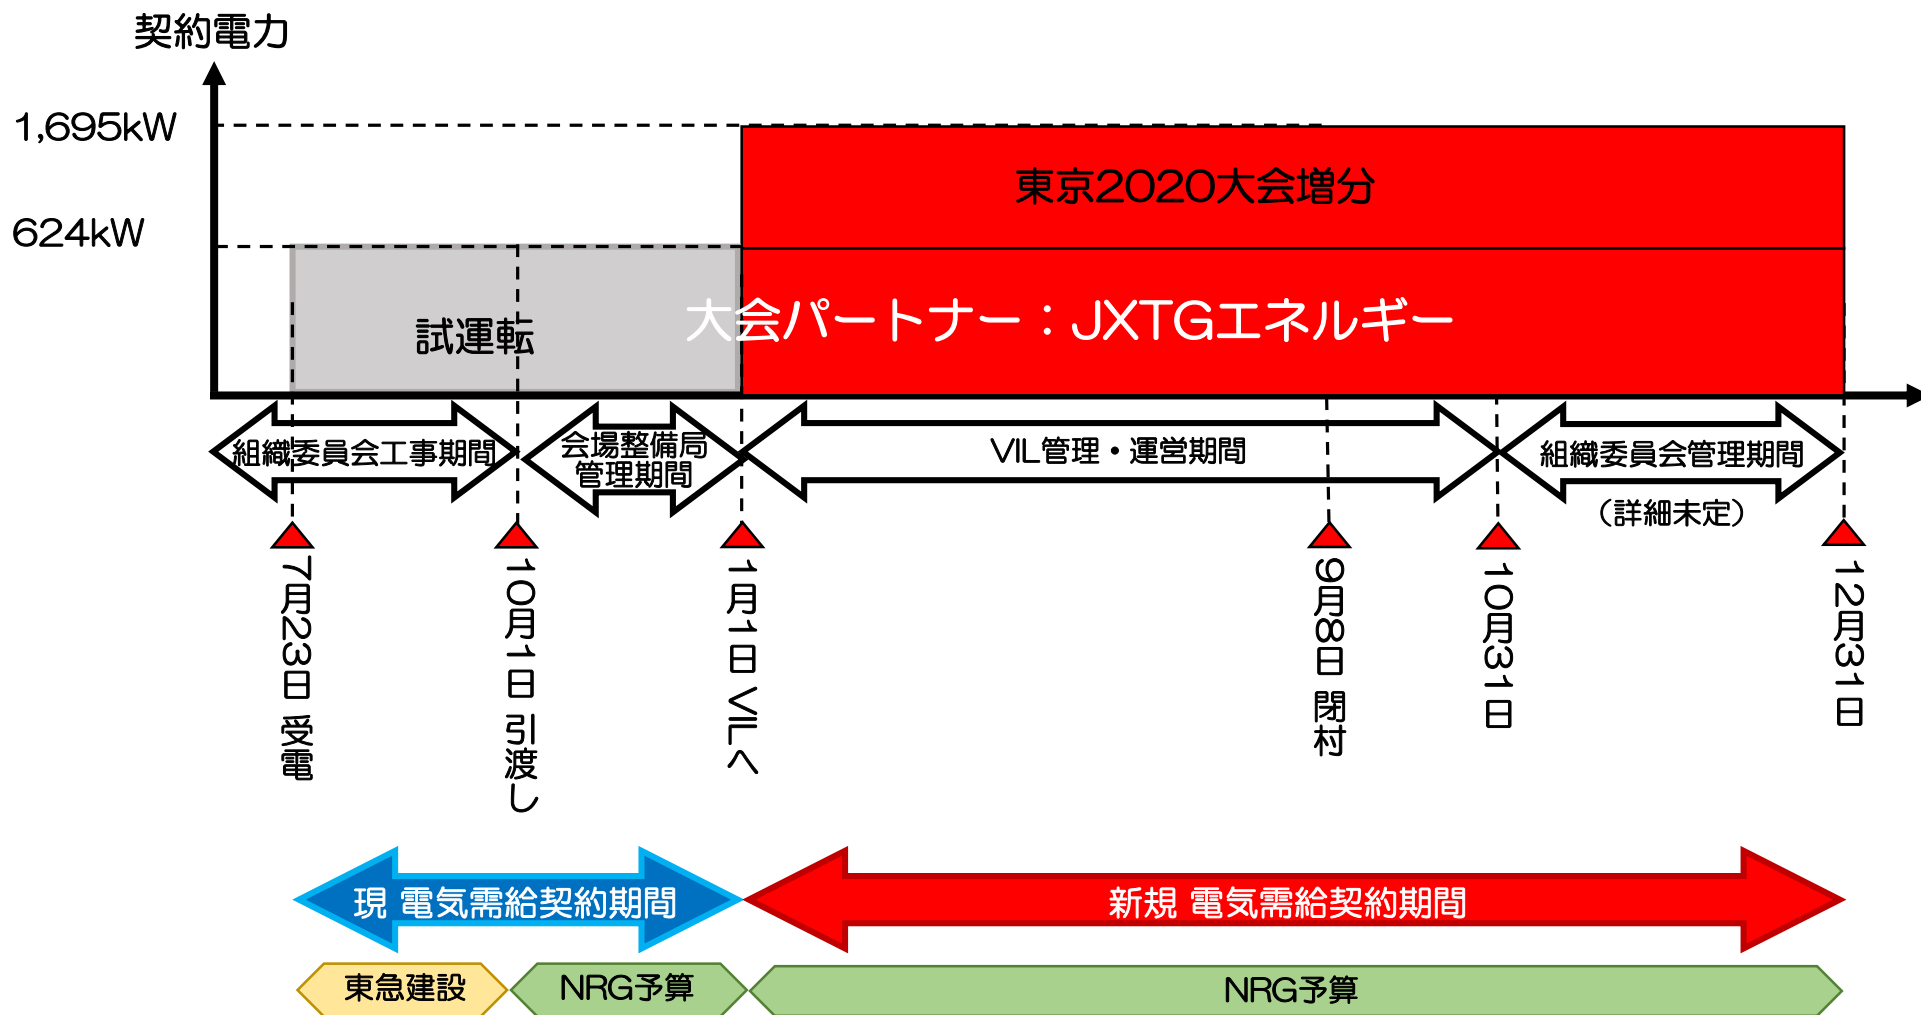 契約電力
1,695kW
東京2020大会増分
624kW
大会パートナー：JXTGエネルギー
試運転
組織委員会工事期間
会場整備局
管理期間
VIL管理・運営期間
組織委員会管理期間
（詳細未定）
7月23日 受電
10月1日 引渡し
1月1日 VILへ
9月8日 閉村
10月31日
12月31日
現 電気需給契約期間
新規 電気需給契約期間
東急建設
NRG予算
NRG予算